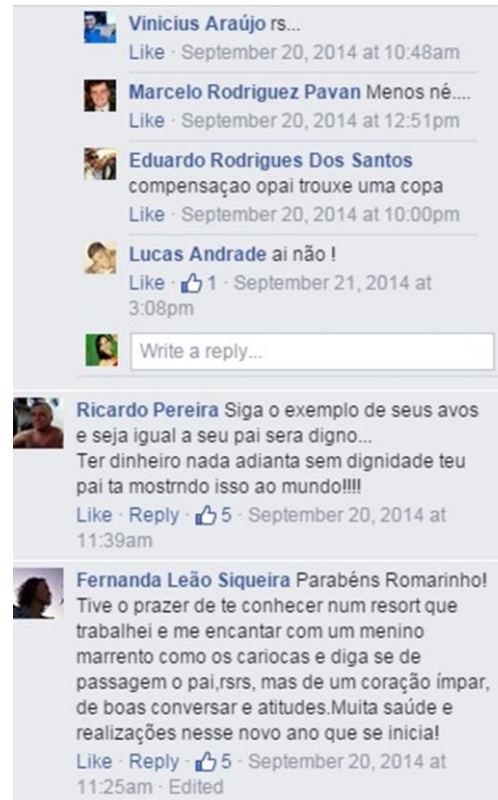 Vinicius Araújo rs...
Like · September 20, 2014 at 10:48am
Marcelo Rodriguez Pavan Menos né....
Like · September 20, 2014 at 12:51pm
Eduardo Rodrigues Dos Santos
compensaçao opai trouxe uma copa
Like · September 20, 2014 at 10:00pm
Lucas Andrade ai não !
Like · 1 · September 21, 2014 at
3:08pm
Write a reply...
Ricardo Pereira Siga o exemplo de seus avos
e seja igual a seu pai sera digno...
Ter dinheiro nada adianta sem dignidade teu
pai ta mostrndo isso ao mundo!!!!
Like · Reply · 5 · September 20, 2014 at
11:39am
Fernanda Leão Siqueira Parabéns Romarinho!
Tive o prazer de te conhecer num resort que
trabalhei e me encantar com um menino
marrento como os cariocas e diga se de
passagem o pai,rsrs, mas de um coração ímpar,
de boas conversar e atitudes.Muita saúde e
realizações nesse novo ano que se inicia!
Like · Reply · 5 · September 20, 2014 at
11:25am · Edited